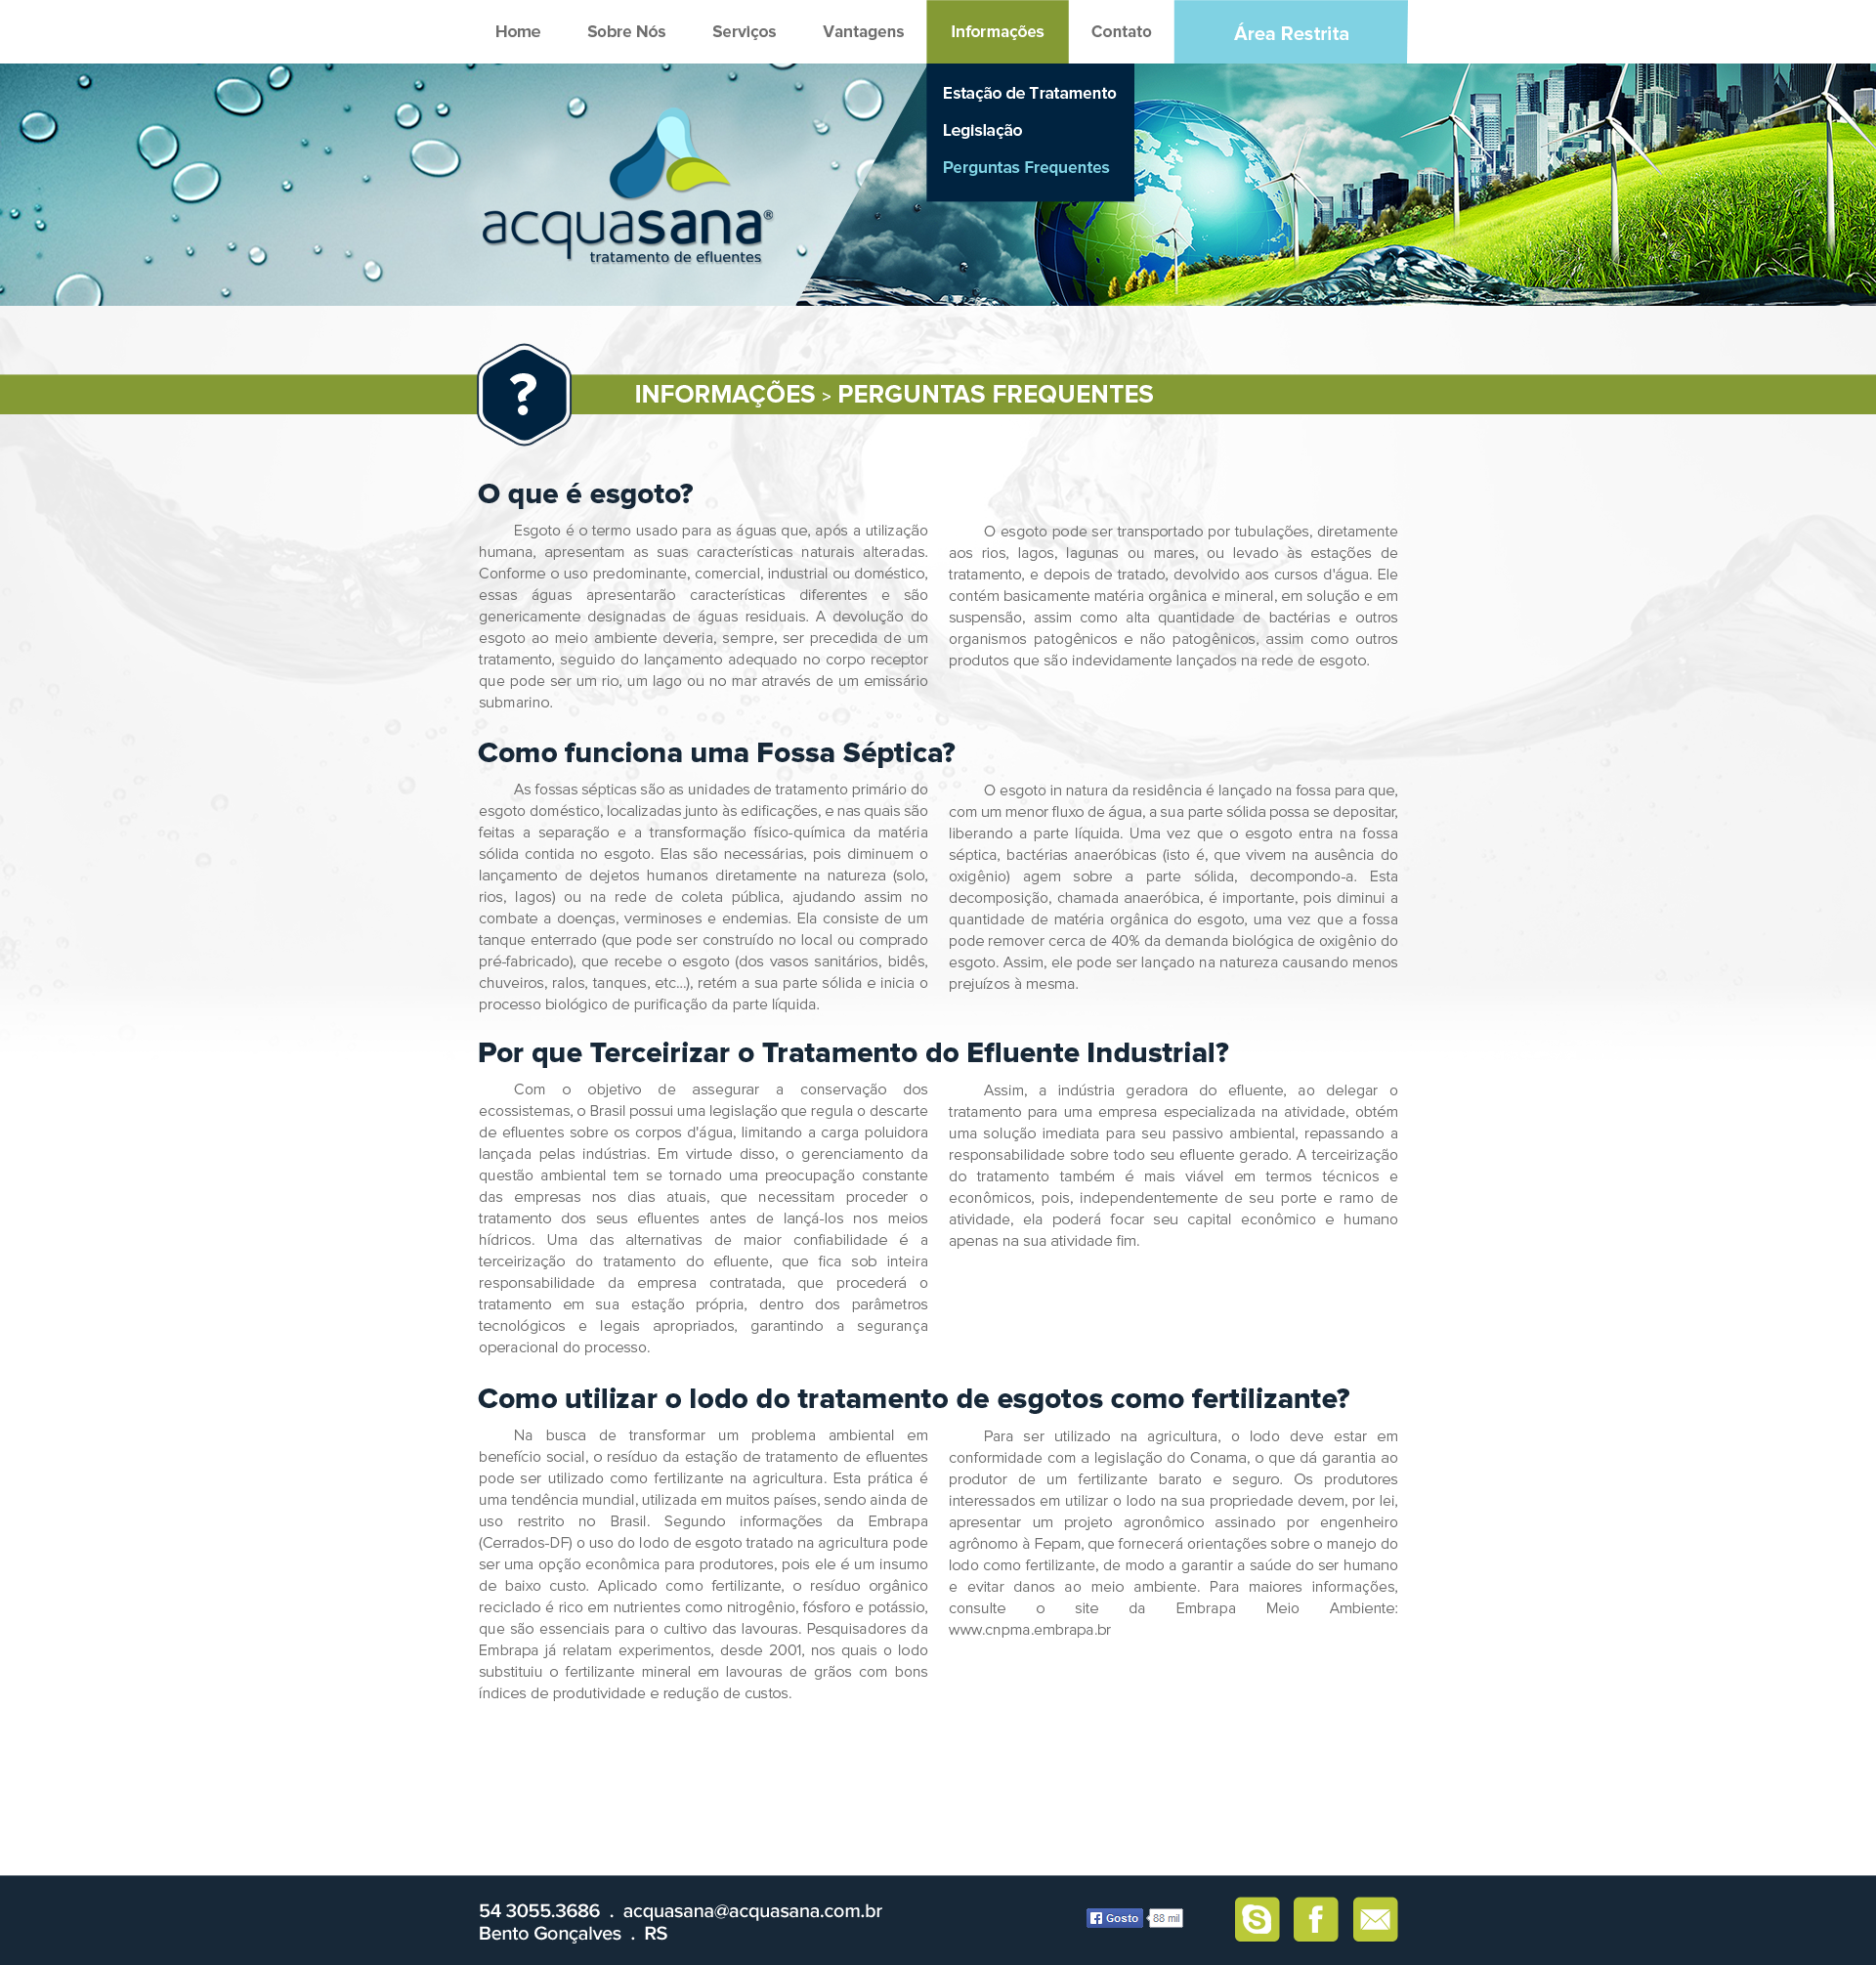 Home Sobre Nós Serviços Vantagens Informações Contato Área Restrita
Estação de Tratamento
Legislação
Perguntas Frequentes
acquasana®
tratamento de efluentes
?
INFORMAÇÕES > PERGUNTAS FREQUENTES
O que é esgoto?
Esgoto é o termo usado para as águas que, após a utilização
humana, apresentam as suas características naturais alteradas.
Conforme o uso predominante, comercial, industrial ou doméstico,
essas águas apresentarão características diferentes e são
genericamente designadas de águas residuais. A devolução do
esgoto ao meio ambiente deveria, sempre, ser precedida de um
tratamento, seguido do lançamento adequado no corpo receptor
que pode ser um rio, um lago ou no mar através de um emissário
submarino.
O esgoto pode ser transportado por tubulações, diretamente
aos rios, lagos, lagunas ou mares, ou levado às estações de
tratamento, e depois de tratado, devolvido aos cursos d'água. Ele
contém basicamente matéria orgânica e mineral, em solução e em
suspensão, assim como alta quantidade de bactérias e outros
organismos patogênicos e não patogênicos, assim como outros
produtos que são indevidamente lançados na rede de esgoto.
Como funciona uma Fossa Séptica?
As fossas sépticas são as unidades de tratamento primário do
esgoto doméstico, localizadas junto às edificações, e nas quais são
feitas a separação e a transformação físico-química da matéria
sólida contida no esgoto. Elas são necessárias, pois diminuem o
lançamento de dejetos humanos diretamente na natureza (solo,
rios, lagos) ou na rede de coleta pública, ajudando assim no
combate a doenças, verminoses e endemias. Ela consiste de um
tanque enterrado (que pode ser construído no local ou comprado
pré-fabricado), que recebe o esgoto (dos vasos sanitários, bidês,
chuveiros, ralos, tanques, etc...), retém a sua parte sólida e inicia o
processo biológico de purificação da parte líquida.
O esgoto in natura da residência é lançado na fossa para que,
com um menor fluxo de água, a sua parte sólida possa se depositar,
liberando a parte líquida. Uma vez que o esgoto entra na fossa
séptica, bactérias anaeróbicas (isto é, que vivem na ausência do
oxigênio) agem sobre a parte sólida, decompondo-a. Esta
decomposição, chamada anaeróbica, é importante, pois diminui a
quantidade de matéria orgânica do esgoto, uma vez que a fossa
pode remover cerca de 40% da demanda biológica de oxigênio do
esgoto. Assim, ele pode ser lançado na natureza causando menos
prejuízos à mesma.
Por que Terceirizar o Tratamento do Efluente Industrial?
Com o objetivo de assegurar a conservação dos
ecossistemas, o Brasil possui uma legislação que regula o descarte
de efluentes sobre os corpos d'água, limitando a carga poluidora
lançada pelas indústrias. Em virtude disso, o gerenciamento da
questão ambiental tem se tornado uma preocupação constante
das empresas nos dias atuais, que necessitam proceder o
tratamento dos seus efluentes antes de lançá-los nos meios
hídricos. Uma das alternativas de maior confiabilidade é a
terceirização do tratamento do efluente, que fica sob inteira
responsabilidade da empresa contratada, que procederá o
tratamento em sua estação própria, dentro dos parâmetros
tecnológicos e legais apropriados, garantindo a segurança
operacional do processo.
Assim, a indústria geradora do efluente, ao delegar o
tratamento para uma empresa especializada na atividade, obtém
uma solução imediata para seu passivo ambiental, repassando a
responsabilidade sobre todo seu efluente gerado. A terceirização
do tratamento também é mais viável em termos técnicos e
econômicos, pois, independentemente de seu porte e ramo de
atividade, ela poderá focar seu capital econômico e humano
apenas na sua atividade fim.
Como utilizar o lodo do tratamento de esgotos como fertilizante?
Na busca de transformar um problema ambiental em
benefício social, o resíduo da estação de tratamento de efluentes
pode ser utilizado como fertilizante na agricultura. Esta prática é
uma tendência mundial, utilizada em muitos países, sendo ainda de
uso restrito no Brasil. Segundo informações da Embrapa
(Cerrados-DF) o uso do lodo de esgoto tratado na agricultura pode
ser uma opção econômica para produtores, pois ele é um insumo
de baixo custo. Aplicado como fertilizante, o resíduo orgânico
reciclado é rico em nutrientes como nitrogênio, fósforo e potássio,
que são essenciais para o cultivo das lavouras. Pesquisadores da
Embrapa já relatam experimentos, desde 2001, nos quais o lodo
substituiu o fertilizante mineral em lavouras de grãos com bons
índices de produtividade e redução de custos.
Para ser utilizado na agricultura, o lodo deve estar em
conformidade com a legislação do Conama, o que dá garantia ao
produtor de um fertilizante barato e seguro. Os produtores
interessados em utilizar o lodo na sua propriedade devem, por lei,
apresentar um projeto agronômico assinado por engenheiro
agrônomo à Fepam, que fornecerá orientações sobre o manejo do
lodo como fertilizante, de modo a garantir a saúde do ser humano
e evitar danos ao meio ambiente. Para maiores informações,
consulte o site da Embrapa Meio Ambiente:
www.cnpma.embrapa.br
54 3055.3686 . acquasana@acquasana.com.br
Bento Gonçalves . RS
Gosto 88 mil